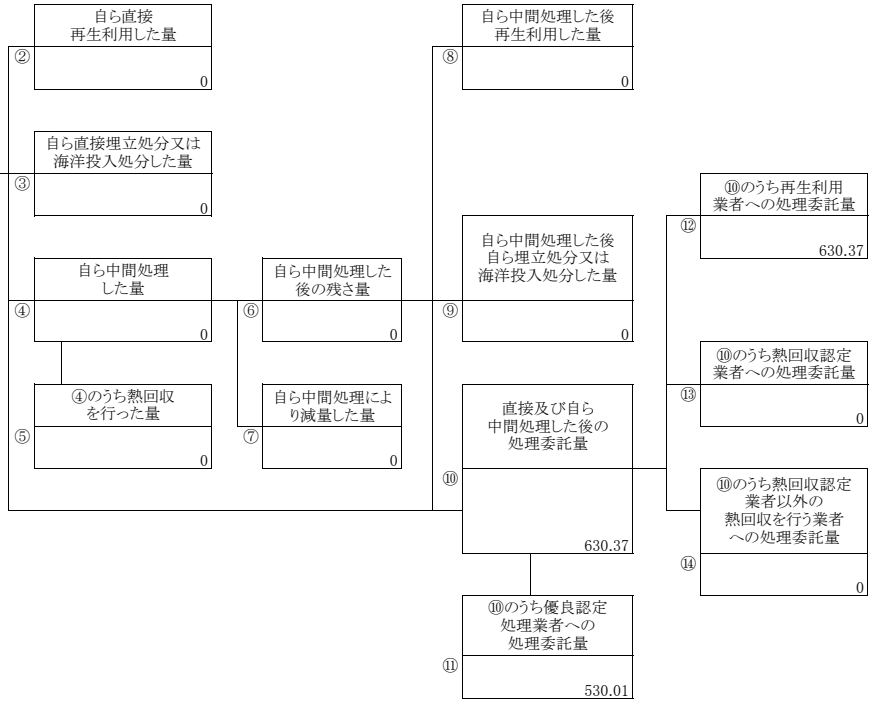 自ら直接
再生利用した量
②
0
自ら直接埋立処分又は
海洋投入処分した量
③
0
自ら中間処理
した量
④
0
④のうち熱回収
を行った量
⑤
0
自ら中間処理した
後の残さ量
⑥
0
自ら中間処理によ
り減量した量
⑦
0
自ら中間処理した後
再生利用した量
⑧
0
自ら中間処理した後
自ら埋立処分又は
海洋投入処分した量
⑨
0
直接及び自ら
中間処理した後の
処理委託量
⑩
630.37
⑩のうち優良認定
処理業者への
処理委託量
⑪
530.01
⑩のうち再生利用
業者への処理委託量
⑫
630.37
⑩のうち熱回収認定
業者への処理委託量
⑬
0
⑩のうち熱回収認定
業者以外の
熱回収を行う業者
への処理委託量
⑭
0